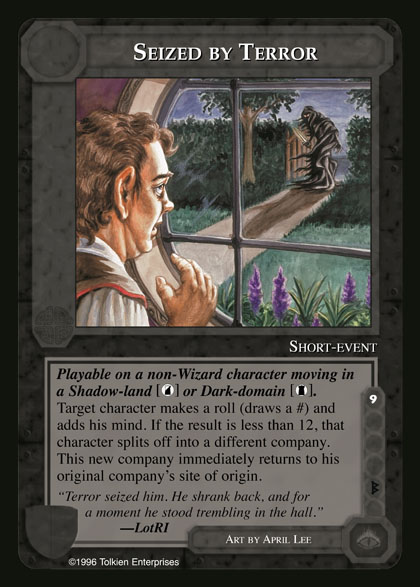 Seized by Terror
Short-event
Playable on a non-Wizard character moving in
a Shadow-land [] or Dark-domain [].
Target character makes a roll (draws a #) and
adds his mind. If the result is less than 12, that
character splits off into a different company.
This new company immediately returns to his
original company's site of origin.
9
“Terror seized him. He shrank back, and for
a moment he stood trembling in the hall.”
—LotRI
Art by April Lee
©1996 Tolkien Enterprises